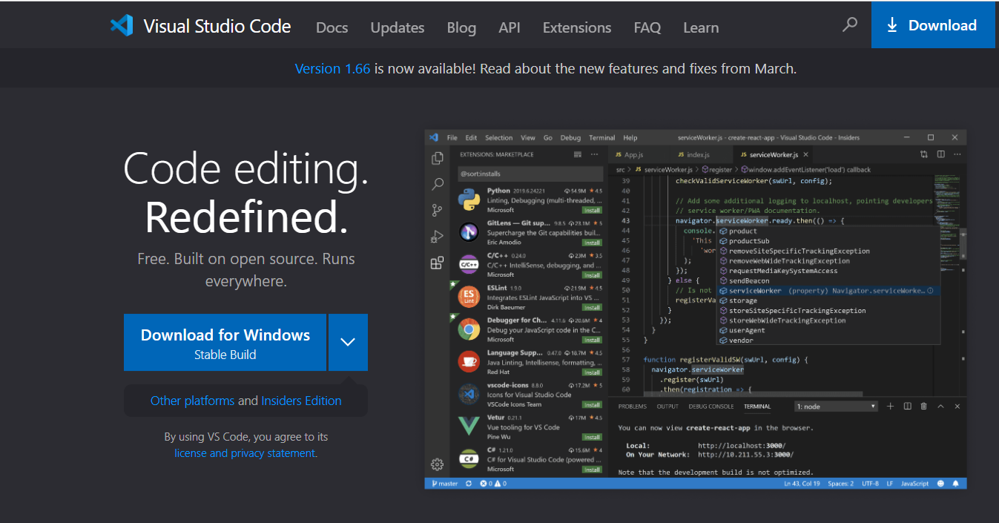 Visual Studio Code Docs Updates Blog API Extensions FAQ Learn Download
Version 1.66 is now available! Read about the new features and fixes from March.
Code editing.
Redefined.
Free. Built on open source. Runs
everywhere.
Download for Windows
Stable Build
Other platforms and Insiders Edition
By using VS Code, you agree to its
license and privacy statement.
File Edit Selection View Go Debug Terminal Help serviceWorker.js - create-react-app - Visual Studio Code - Insiders
EXTENSIONS: MARKETPLACE
@sort:installs
Python 2019.6.24221 54.9M ★ 4.5
Linting, Debugging (multi-threaded, ...
Microsoft Install
GitLens — Git sup... 9.8.5 23.1M ★ 5
Supercharge the Git capabilities buil...
Eric Amodio Install
C/C++ C/C++ 0.24.0 23M ★ 3.5
C/C++ IntelliSense, debugging, and ...
Microsoft Install
ES Lint ESLint 1.9.0 21.9M ★ 4.5
Integrates ESLint JavaScript into VS ...
Dirk Baeumer Install
Debugger for Ch... 4.11.6 20.6M ★ 4
Debug your JavaScript code in the C...
Microsoft Install
Language Supp... 0.47.0 18.7M ★ 4.5
Java Linting, Intellisense, formatting, ...
Red Hat Install
vscode-icons 8.8.0 17.2M ★ 5
Icons for Visual Studio Code
VSCode Icons Team Install
Vetur 0.21.1 17M ★ 4.5
Vue tooling for VS Code
Pine Wu Install
C# C# 1.21.0 15.6M ★ 4
C# for Visual Studio Code (powered ...
Microsoft Install
JS App.js JS index.js JS serviceWorker.js ×
src > JS serviceWorker.js > register > window.addEventListener('load') callback
39 checkValidServiceWorker(swUrl, config);
40
41 // Add some additional logging to localhost, pointing developers
42 // service worker/PWA documentation.
43 navigator.serviceWorker.ready.then(() => {
44 console.
45 'This
46 'wor
47 );
48 });
49 } else {
50 // Is not
51 registerVa
52 }
53 });
54 }
55 }
56
57 function registerValidSW(swUrl, config) {
58 navigator.serviceWorker
59 .register(swUrl)
60 .then(registration => {
product
productSub
removeSiteSpecificTrackingException
removeWebWideTrackingException
requestMediaKeySystemAccess
sendBeacon
serviceWorker (property) Navigator.serviceWorke...
storage
storeSiteSpecificTrackingException
storeWebWideTrackingException
userAgent
vendor
PROBLEMS OUTPUT DEBUG CONSOLE TERMINAL 1: node
You can now view create-react-app in the browser.
Local: http://localhost:3000/
On Your Network: http://10.211.55.3:3000/
Note that the development build is not optimized.
master 0 0 Ln 43, Col 19 Spaces: 2 UTF-8 LF JavaScript